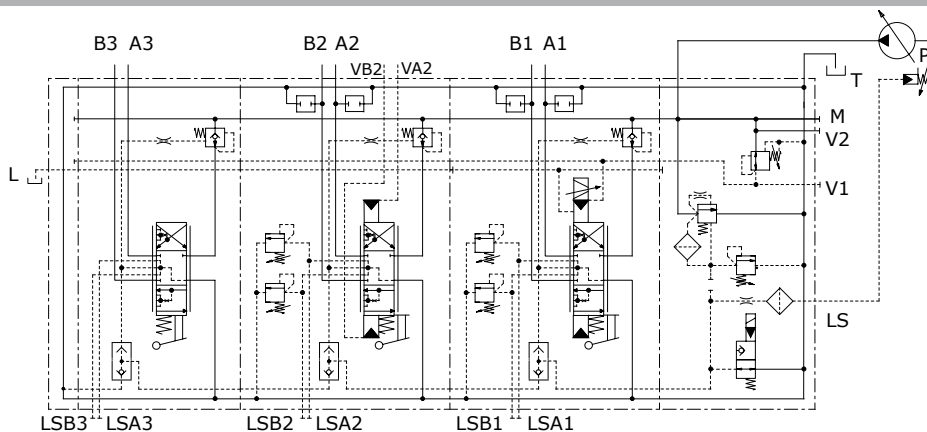 B3 A3
B2 A2
B1 A1
VB2 VA2
P
T
M
V2
L
V1
LS
LSB3 LSA3
LSB2 LSA2
LSB1 LSA1